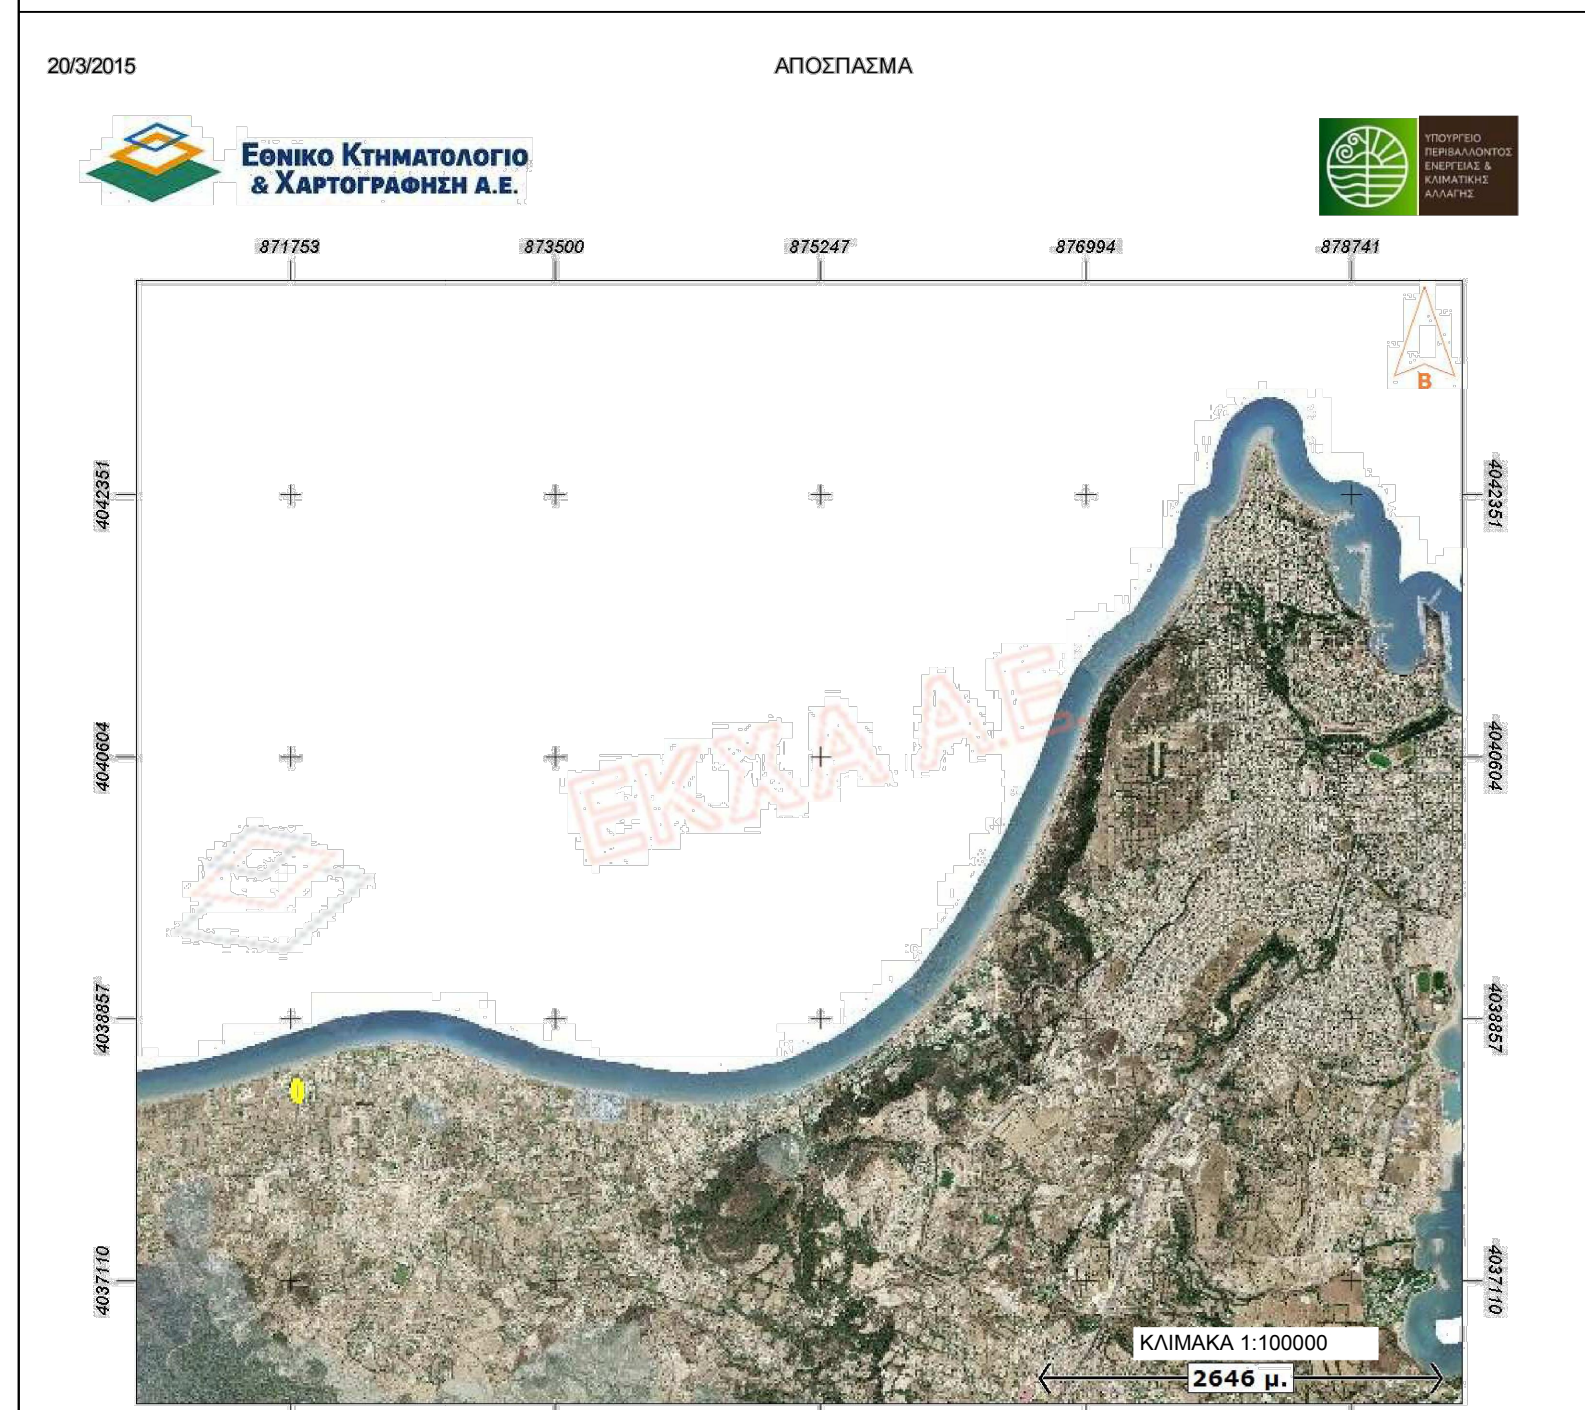 20/3/2015
ΑΠΟΣΠΑΣΜΑ
ΕΘΝΙΚΟ ΚΤΗΜΑΤΟΛΟΓΙΟ
& ΧΑΡΤΟΓΡΑΦΗΣΗ Α.Ε.
ΥΠΟΥΡΓΕΙΟ
ΠΕΡΙΒΑΛΛΟΝΤΟΣ
ΕΝΕΡΓΕΙΑΣ &
ΚΛΙΜΑΤΙΚΗΣ
ΑΛΛΑΓΗΣ
871753 873500 875247 876994 878741
Β
4042351 4042351
4040604 4040604
ΕΚΧΑ Α.Ε.
4038857 4038857
4037110 4037110
ΚΛΙΜΑΚΑ 1:100000
2646 μ.